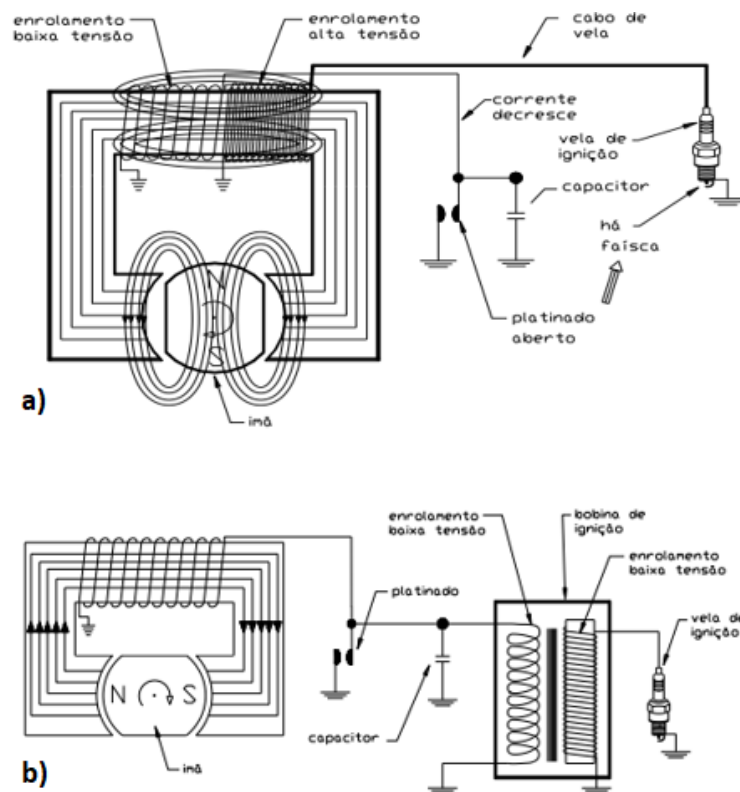 enrolamento
baixa tensão
enrolamento
alta tensão
cabo de
vela
corrente
decresce
vela de
ignição
capacitor
há
faísca
platinado
aberto
N
S
imã
a)
enrolamento
baixa tensão
bobina de
ignição
enrolamento
baixa tensão
platinado
vela de
ignição
capacitor
N S
imã
b)